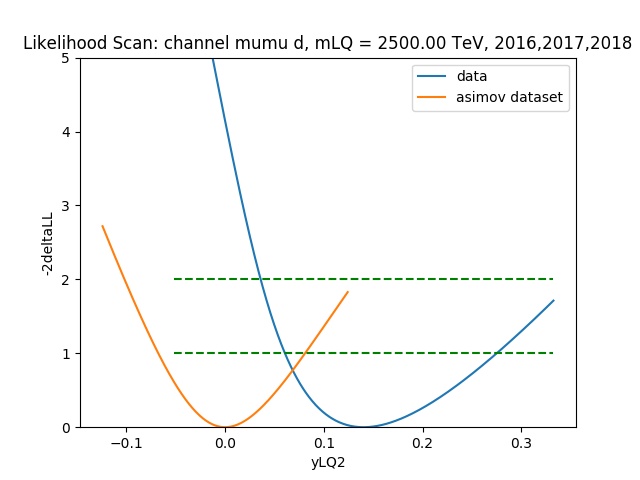 Likelihood Scan: channel mumu d, mLQ = 2500.00 TeV, 2016,2017,2018
data
asimov dataset
5
4
3
2
1
0
-2deltaLL
−0.1
0.0
0.1
0.2
0.3
yLQ2